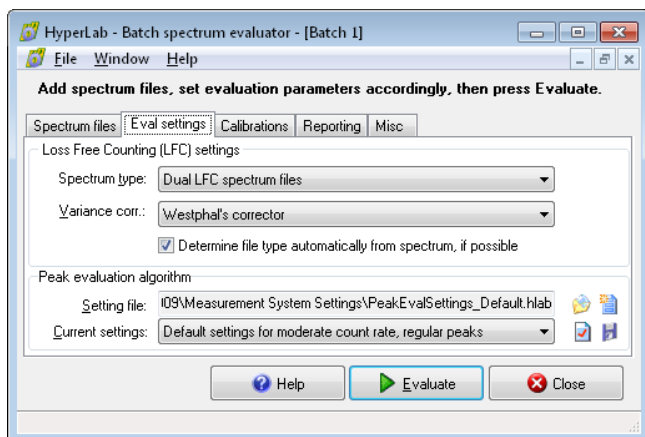 HyperLab - Batch spectrum evaluator - [Batch 1]
File Window Help
Add spectrum files, set evaluation parameters accordingly, then press Evaluate.
Spectrum files Eval settings Calibrations Reporting Misc
Loss Free Counting (LFC) settings
Spectrum type: Dual LFC spectrum files
Variance corr.: Westphal's corrector
Determine file type automatically from spectrum, if possible
Peak evaluation algorithm
Setting file: 09\Measurement System Settings\PeakEvalSettings_Default.hlab
Current settings: Default settings for moderate count rate, regular peaks
Help Evaluate Close